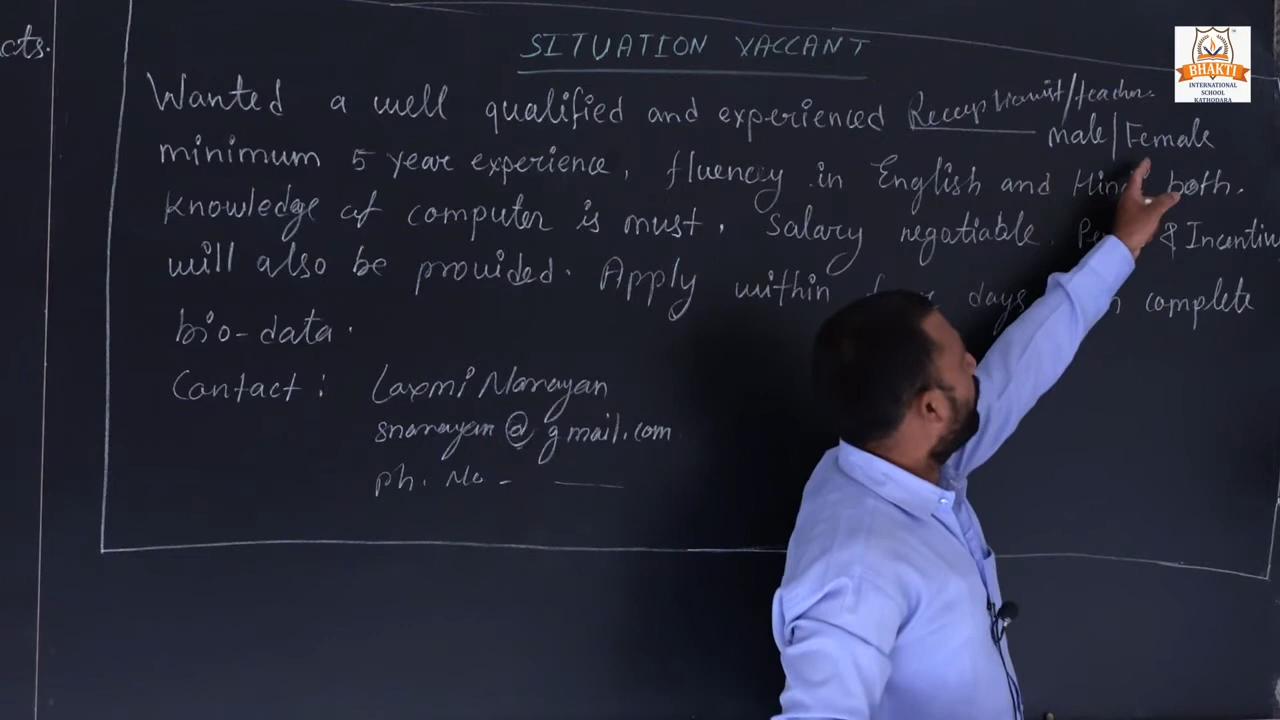 cts.
SITUATION VACCANT
BHAKTI
INTERNATIONAL
SCHOOL
KATHODARA
Wanted a well qualified and experienced Receptionist/teacher.
male/Female
minimum 5 year experience, fluency in English and Hindi both.
Knowledge of computer is must. Salary negotiable. & Incentiv
will also be provided. Apply within days complete
bio-data.
Contact: Laxmi Narayan
snarayan@gmail.com
Ph. No -